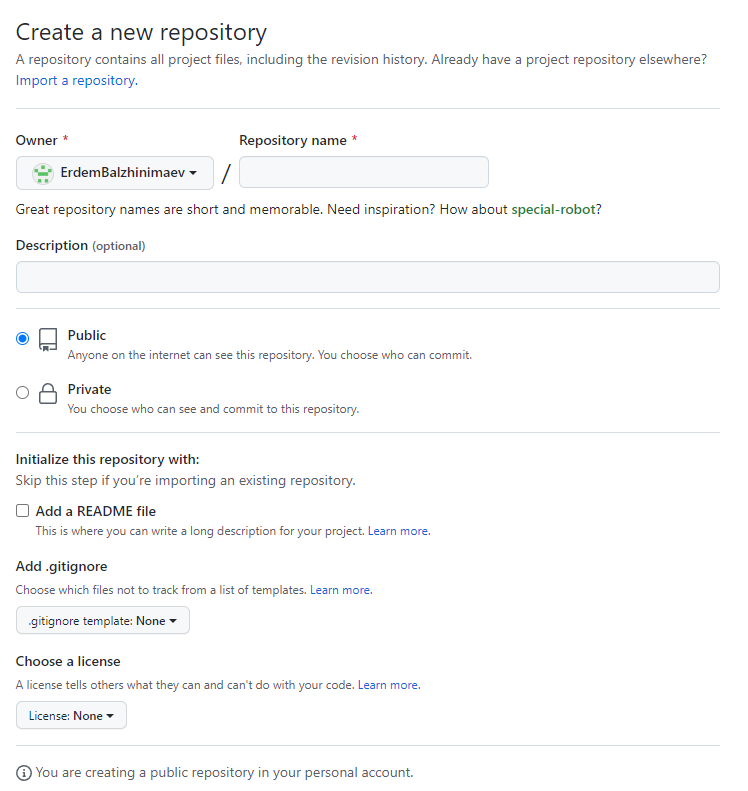 Create a new repository
A repository contains all project files, including the revision history. Already have a project repository elsewhere?
Import a repository.
Owner * Repository name *
ErdemBalzhinimaev /
Great repository names are short and memorable. Need inspiration? How about special-robot?
Description (optional)
Public
Anyone on the internet can see this repository. You choose who can commit.
Private
You choose who can see and commit to this repository.
Initialize this repository with:
Skip this step if you’re importing an existing repository.
Add a README file
This is where you can write a long description for your project. Learn more.
Add .gitignore
Choose which files not to track from a list of templates. Learn more.
.gitignore template: None
Choose a license
A license tells others what they can and can't do with your code. Learn more.
License: None
You are creating a public repository in your personal account.